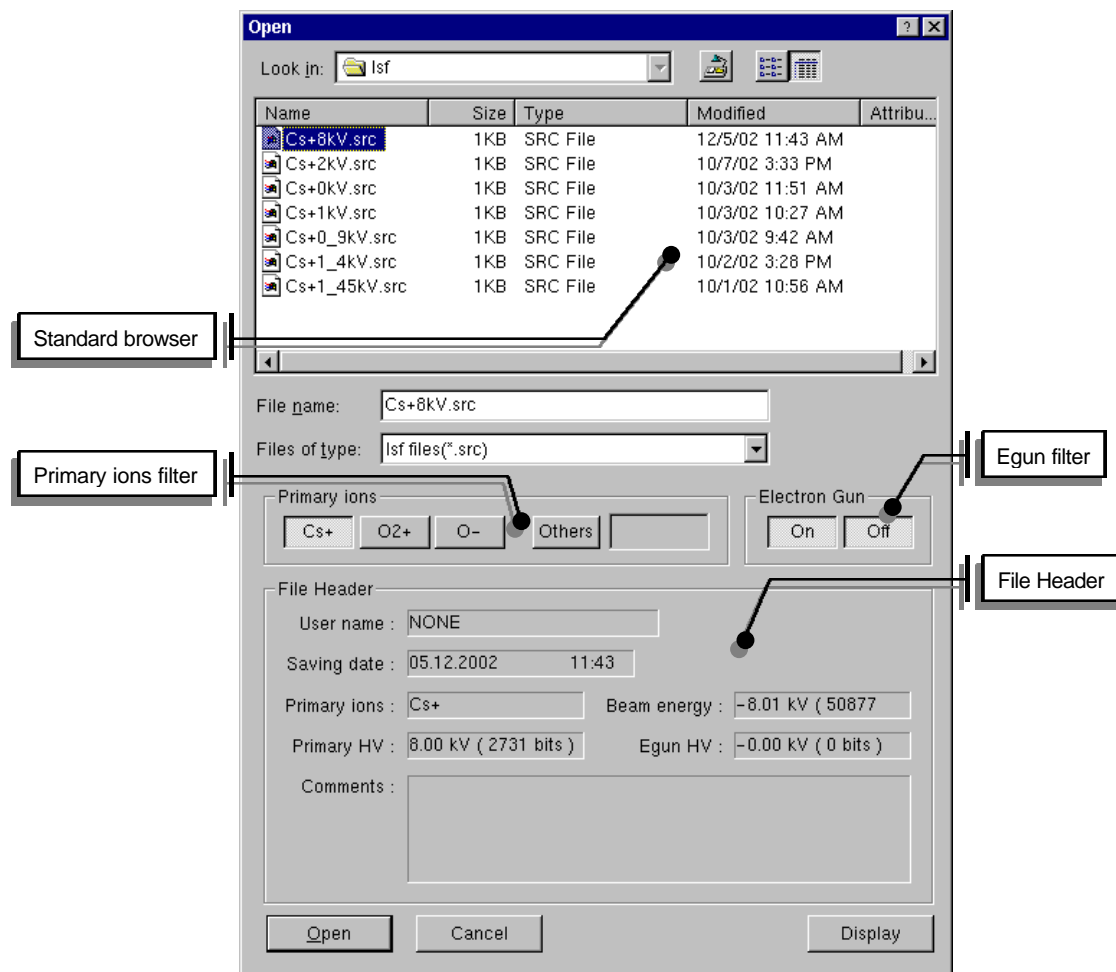 Open
Look in: lsf
Name Size Type Modified Attribu...
Cs+8kV.src 1KB SRC File 12/5/02 11:43 AM
Cs+2kV.src 1KB SRC File 10/7/02 3:33 PM
Cs+0kV.src 1KB SRC File 10/3/02 11:51 AM
Cs+1kV.src 1KB SRC File 10/3/02 10:27 AM
Cs+0_9kV.src 1KB SRC File 10/3/02 9:42 AM
Cs+1_4kV.src 1KB SRC File 10/2/02 3:28 PM
Cs+1_45kV.src 1KB SRC File 10/1/02 10:56 AM
Standard browser
File name: Cs+8kV.src
Files of type: lsf files(*.src)
Egun filter
Primary ions filter
Primary ions Electron Gun
Cs+ O2+ O- Others On Off
File Header
File Header
User name : NONE
Saving date : 05.12.2002 11:43
Primary ions : Cs+ Beam energy : -8.01 kV ( 50877
Primary HV : 8.00 kV ( 2731 bits ) Egun HV : -0.00 kV ( 0 bits )
Comments :
Open Cancel Display